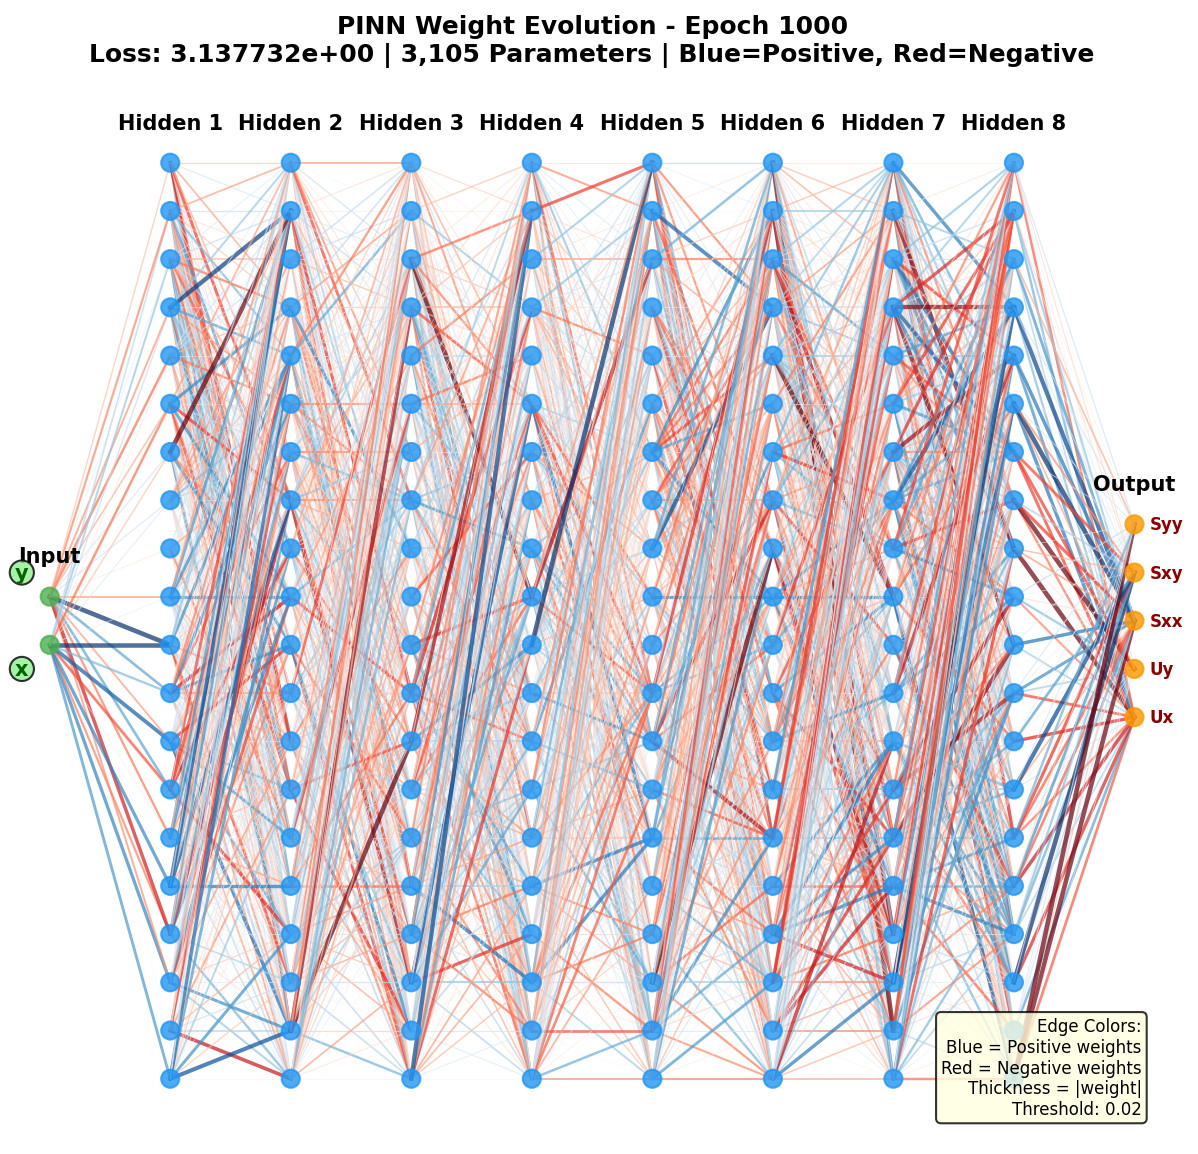 PINN Weight Evolution - Epoch 1000
Loss: 3.137732e+00 | 3,105 Parameters | Blue=Positive, Red=Negative
Hidden 1 Hidden 2 Hidden 3 Hidden 4 Hidden 5 Hidden 6 Hidden 7 Hidden 8
Output
Syy
Input
y
Sxy
Sxx
x
Uy
Ux
Edge Colors:
Blue = Positive weights
Red = Negative weights
Thickness = |weight|
Threshold: 0.02